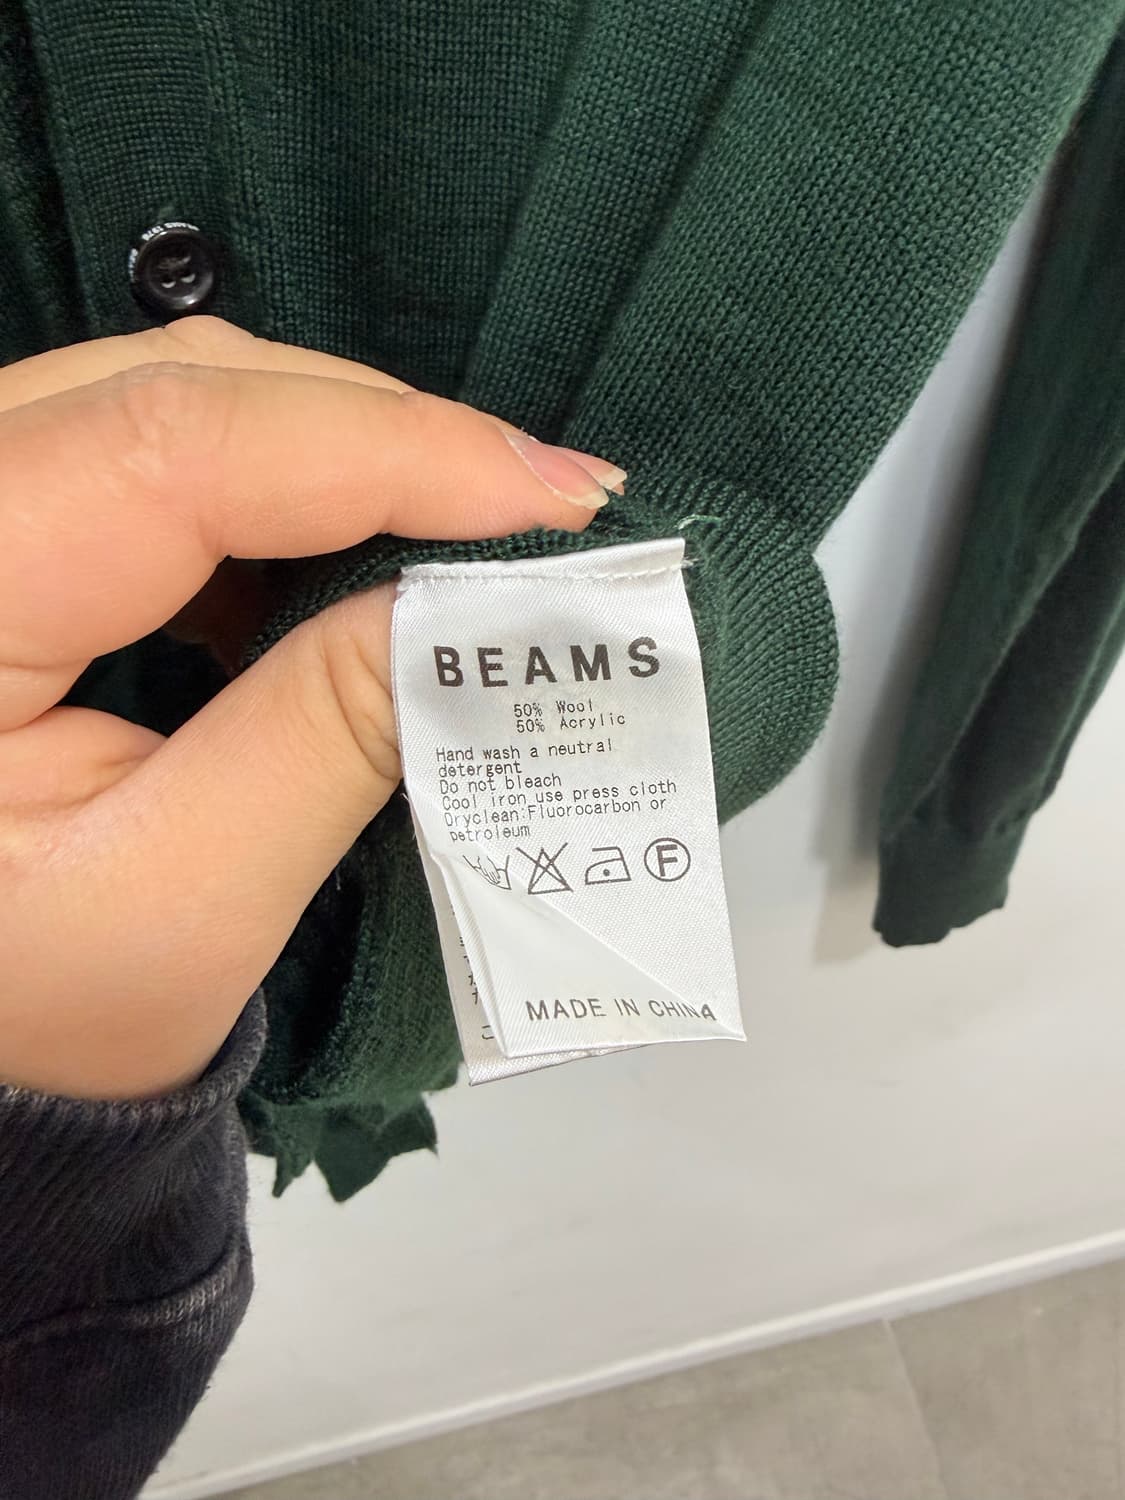 BEAMS
50% Wool
50% Acrylic
Hand wash a neutral
detergent
Do not bleach
Cool iron use press cloth
Dryclean:Fluorocarbon or
petroleum
F
MADE IN CHINA